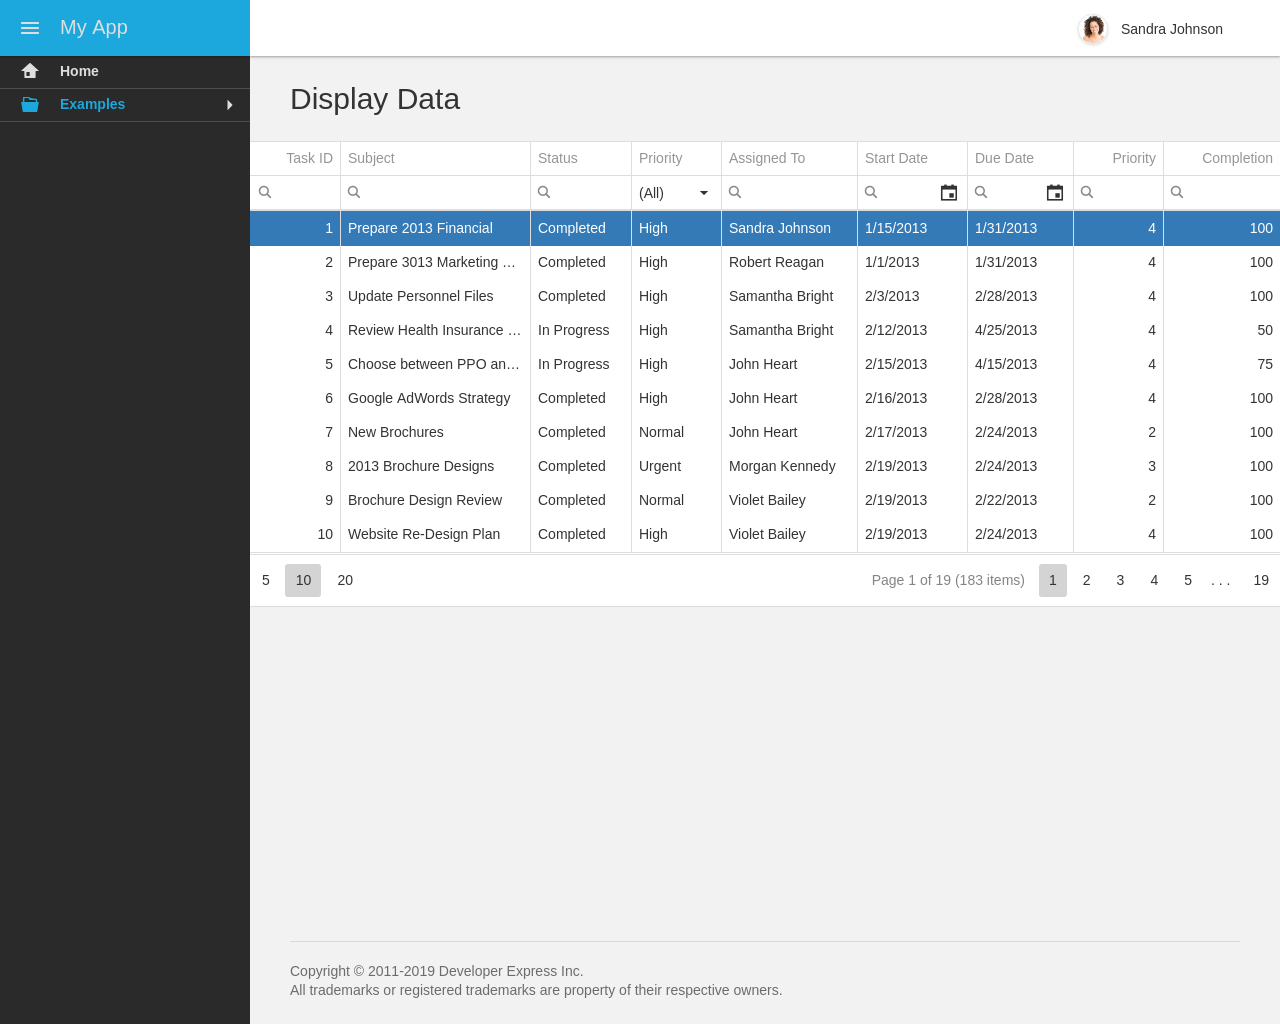 My App
Sandra Johnson
Home
Examples
Display Data
Task ID Subject Status Priority Assigned To Start Date Due Date Priority Completion
(All)
1 Prepare 2013 Financial Completed High Sandra Johnson 1/15/2013 1/31/2013 4 100
2 Prepare 3013 Marketing … Completed High Robert Reagan 1/1/2013 1/31/2013 4 100
3 Update Personnel Files Completed High Samantha Bright 2/3/2013 2/28/2013 4 100
4 Review Health Insurance … In Progress High Samantha Bright 2/12/2013 4/25/2013 4 50
5 Choose between PPO an… In Progress High John Heart 2/15/2013 4/15/2013 4 75
6 Google AdWords Strategy Completed High John Heart 2/16/2013 2/28/2013 4 100
7 New Brochures Completed Normal John Heart 2/17/2013 2/24/2013 2 100
8 2013 Brochure Designs Completed Urgent Morgan Kennedy 2/19/2013 2/24/2013 3 100
9 Brochure Design Review Completed Normal Violet Bailey 2/19/2013 2/22/2013 2 100
10 Website Re-Design Plan Completed High Violet Bailey 2/19/2013 2/24/2013 4 100
5 10 20 Page 1 of 19 (183 items) 1 2 3 4 5 . . . 19
Copyright © 2011-2019 Developer Express Inc.
All trademarks or registered trademarks are property of their respective owners.